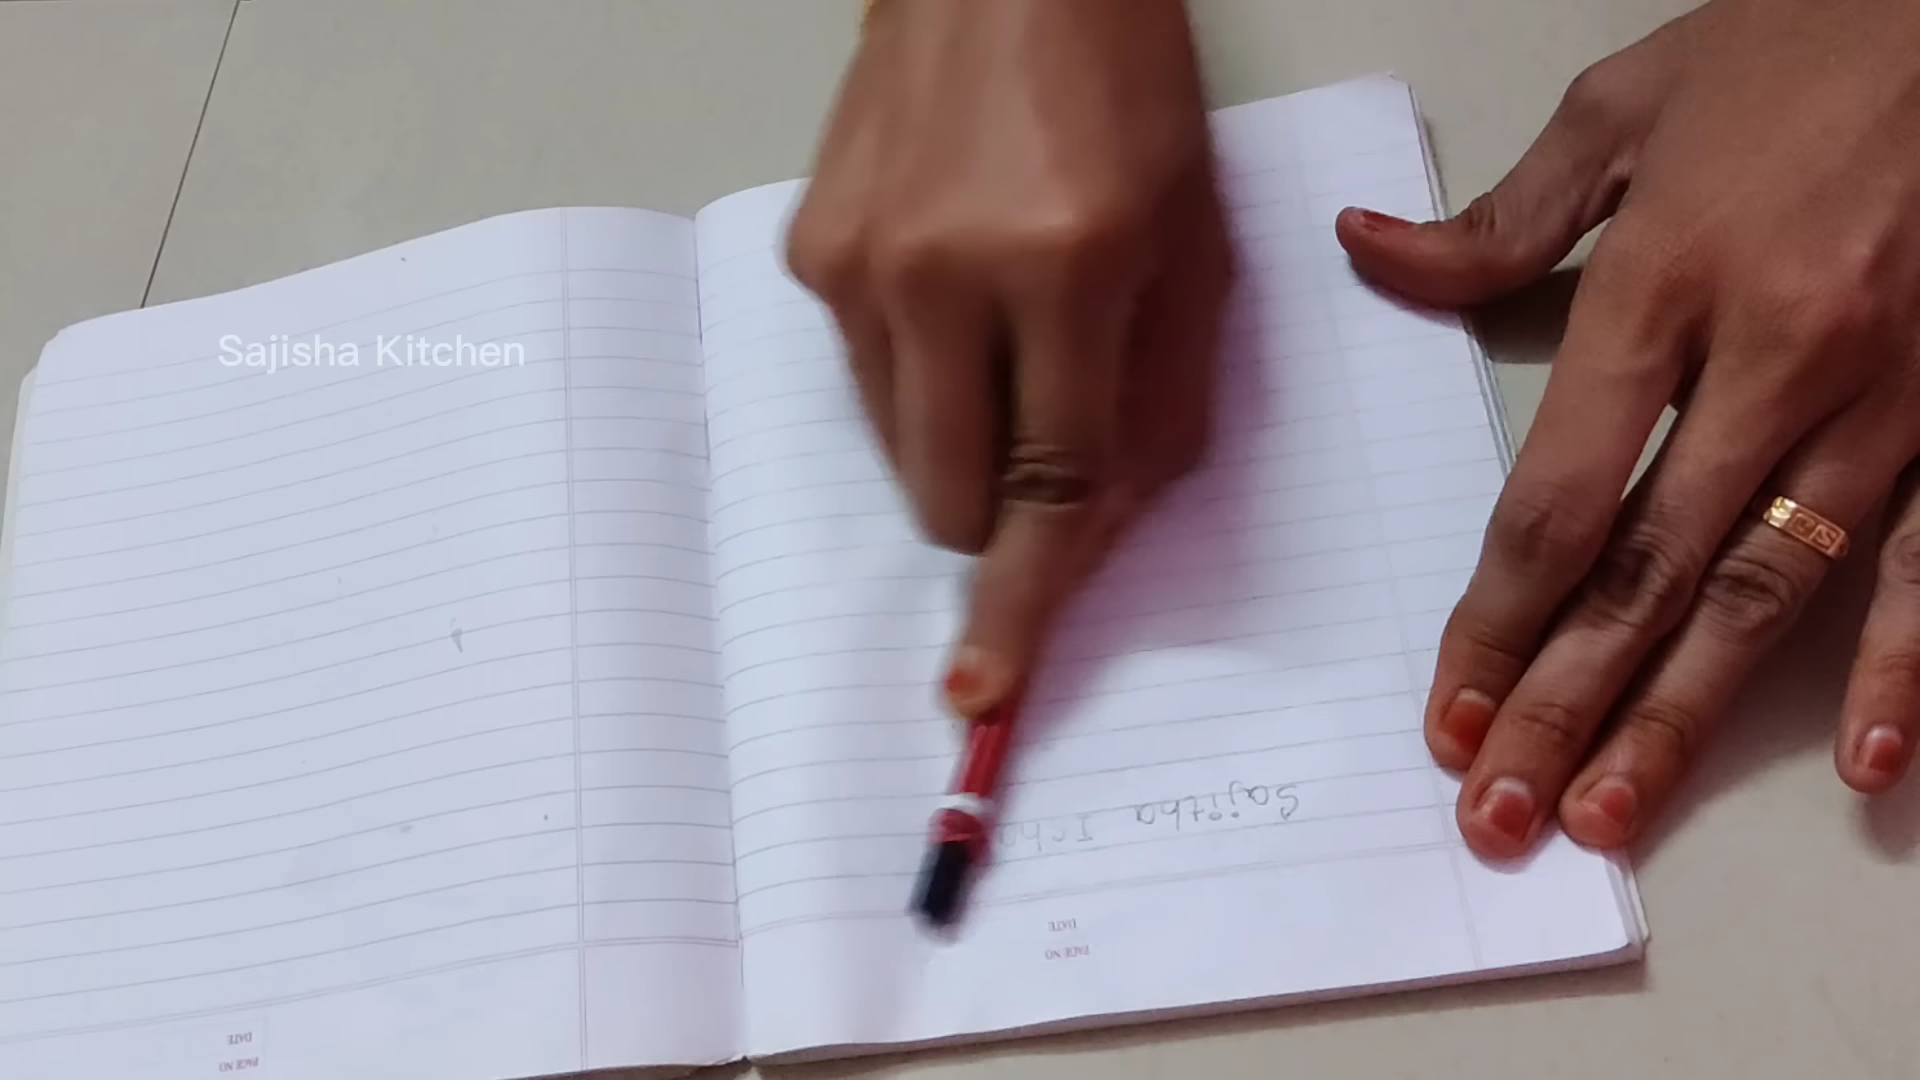 Sajisha Kitchen
Sajitha
DATE
PAGE NO
DATE
PAGE NO